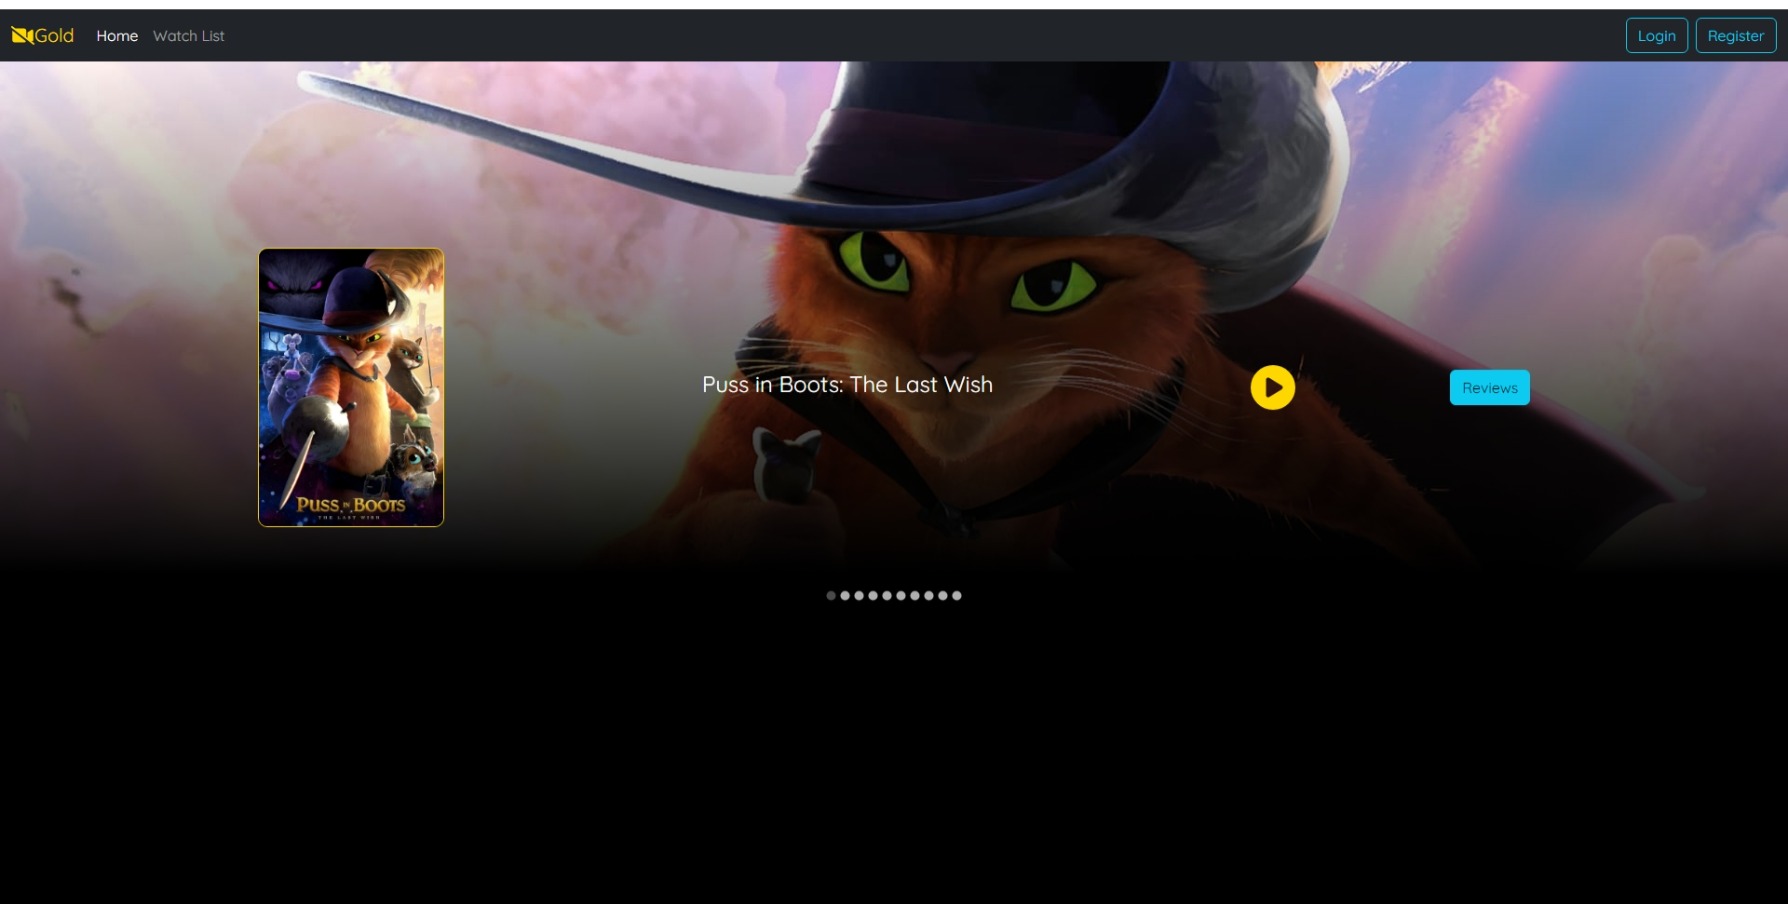 Gold Home Watch List Login Register
PUSS IN BOOTS
THE LAST WISH
Puss in Boots: The Last Wish
Reviews